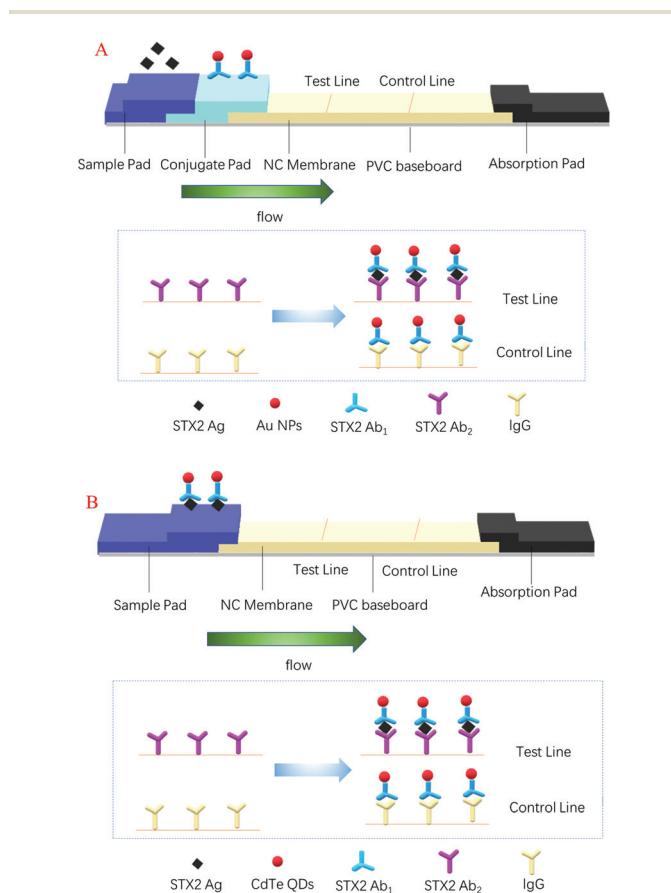 A
Test Line Control Line
Sample Pad Conjugate Pad NC Membrane PVC baseboard Absorption Pad
flow
Test Line
Control Line
STX2 Ag Au NPs STX2 Ab₁ STX2 Ab₂ IgG
B
Test Line Control Line
Sample Pad NC Membrane PVC baseboard Absorption Pad
flow
Test Line
Control Line
STX2 Ag CdTe QDs STX2 Ab₁ STX2 Ab₂ IgG